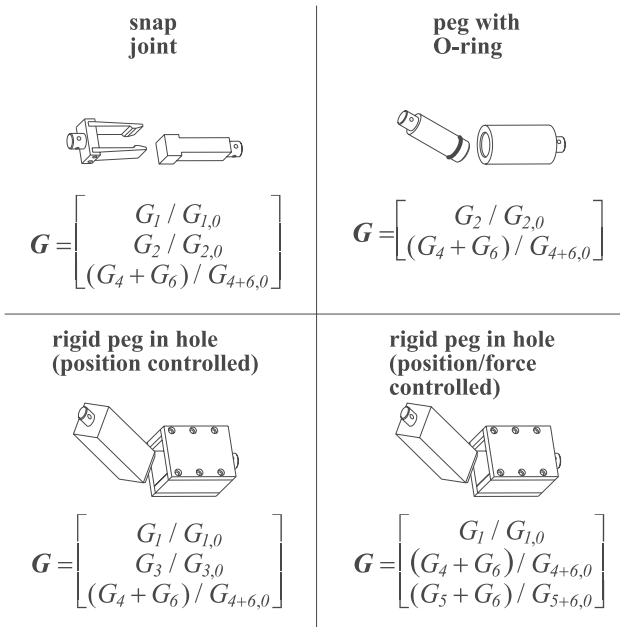 snap
joint
G = [ G1 / G1,0
G2 / G2,0
(G4 + G6) / G4+6,0 ]
peg with
O-ring
G = [ G2 / G2,0
(G4 + G6) / G4+6,0 ]
rigid peg in hole
(position controlled)
G = [ G1 / G1,0
G3 / G3,0
(G4 + G6) / G4+6,0 ]
rigid peg in hole
(position/force
controlled)
G = [ G1 / G1,0
(G4 + G6) / G4+6,0
(G5 + G6) / G5+6,0 ]